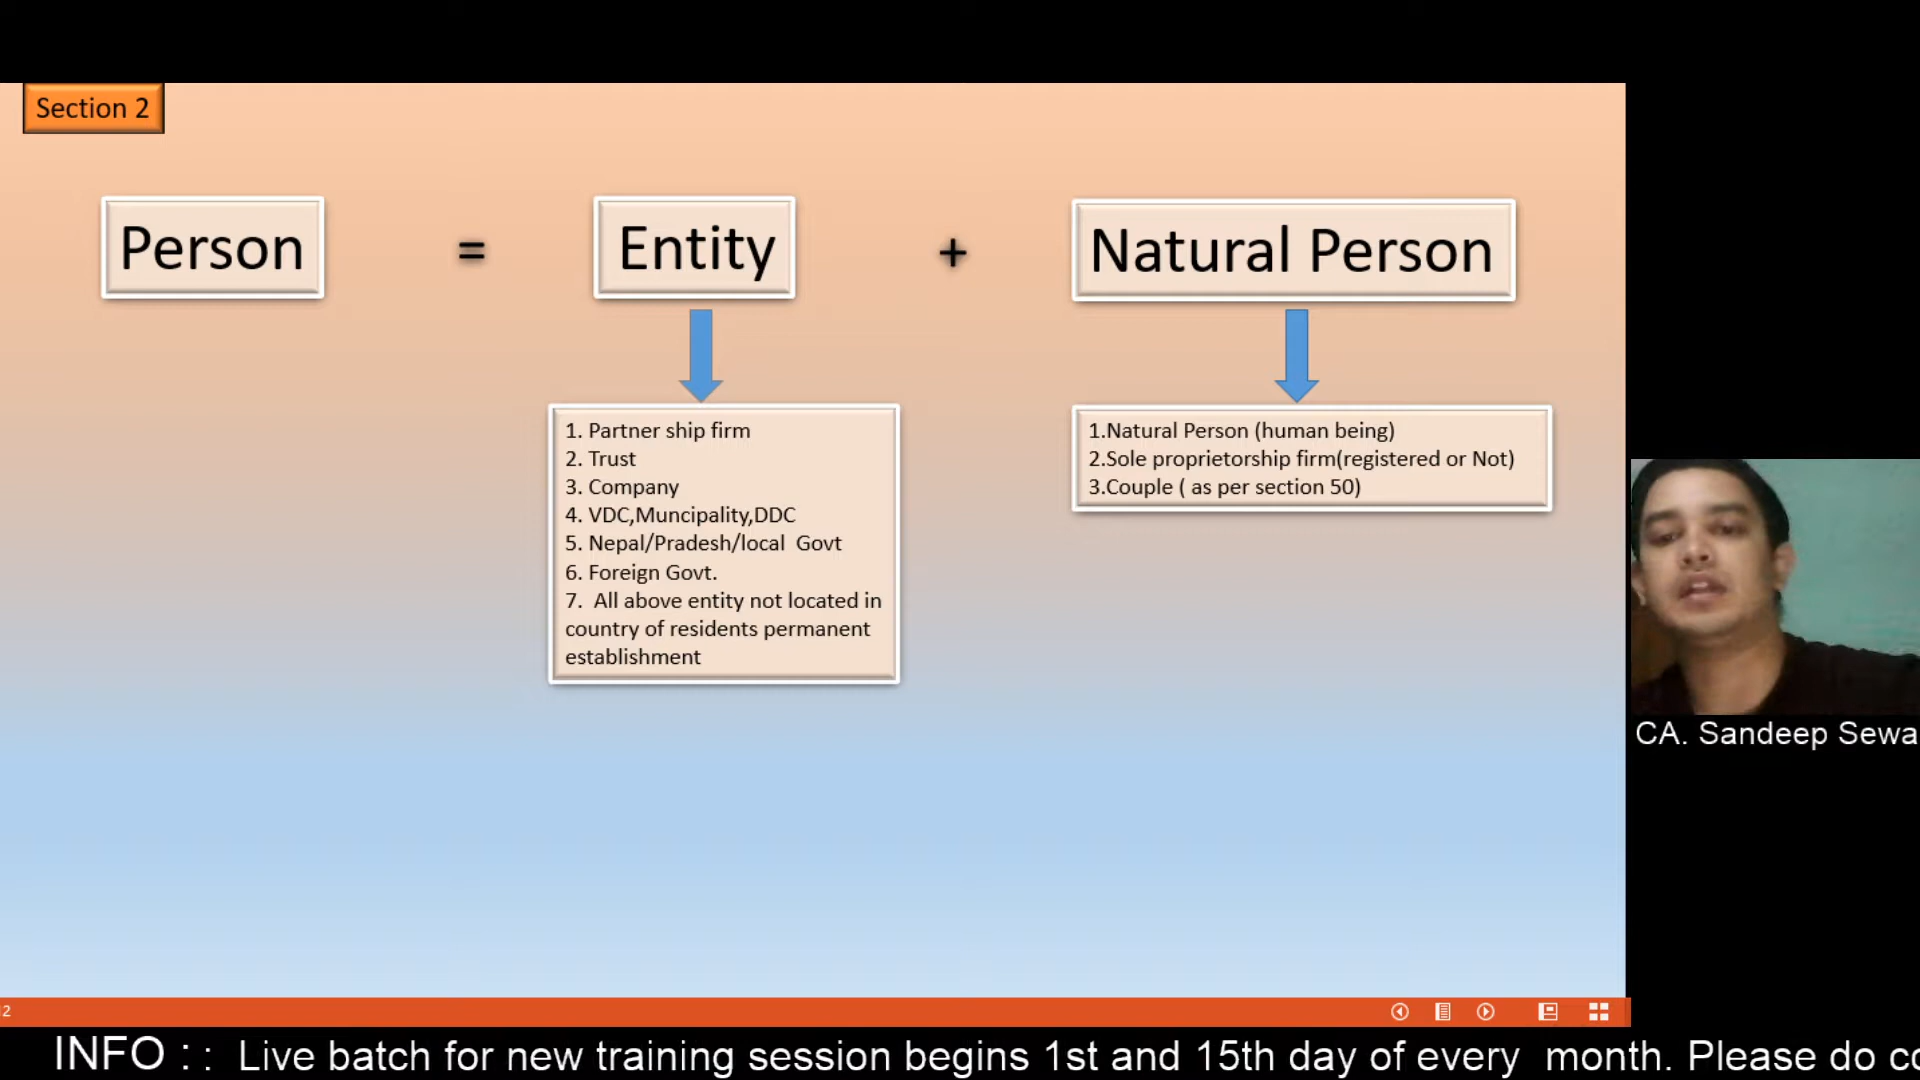 Section 2
Person = Entity + Natural Person
1. Partner ship firm
2. Trust
3. Company
4. VDC,Muncipality,DDC
5. Nepal/Pradesh/local Govt
6. Foreign Govt.
7. All above entity not located in
country of residents permanent
establishment
1.Natural Person (human being)
2.Sole proprietorship firm(registered or Not)
3.Couple ( as per section 50)
CA. Sandeep Sewa
INFO : : Live batch for new training session begins 1st and 15th day of every month. Please do